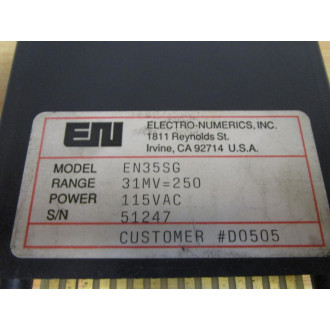 EN
ELECTRO-NUMERICS, INC.
1811 Reynolds St.
Irvine, CA 92714 U.S.A.
MODEL EN35SG
RANGE 31MV=250
POWER 115VAC
S/N 51247
CUSTOMER #D0505